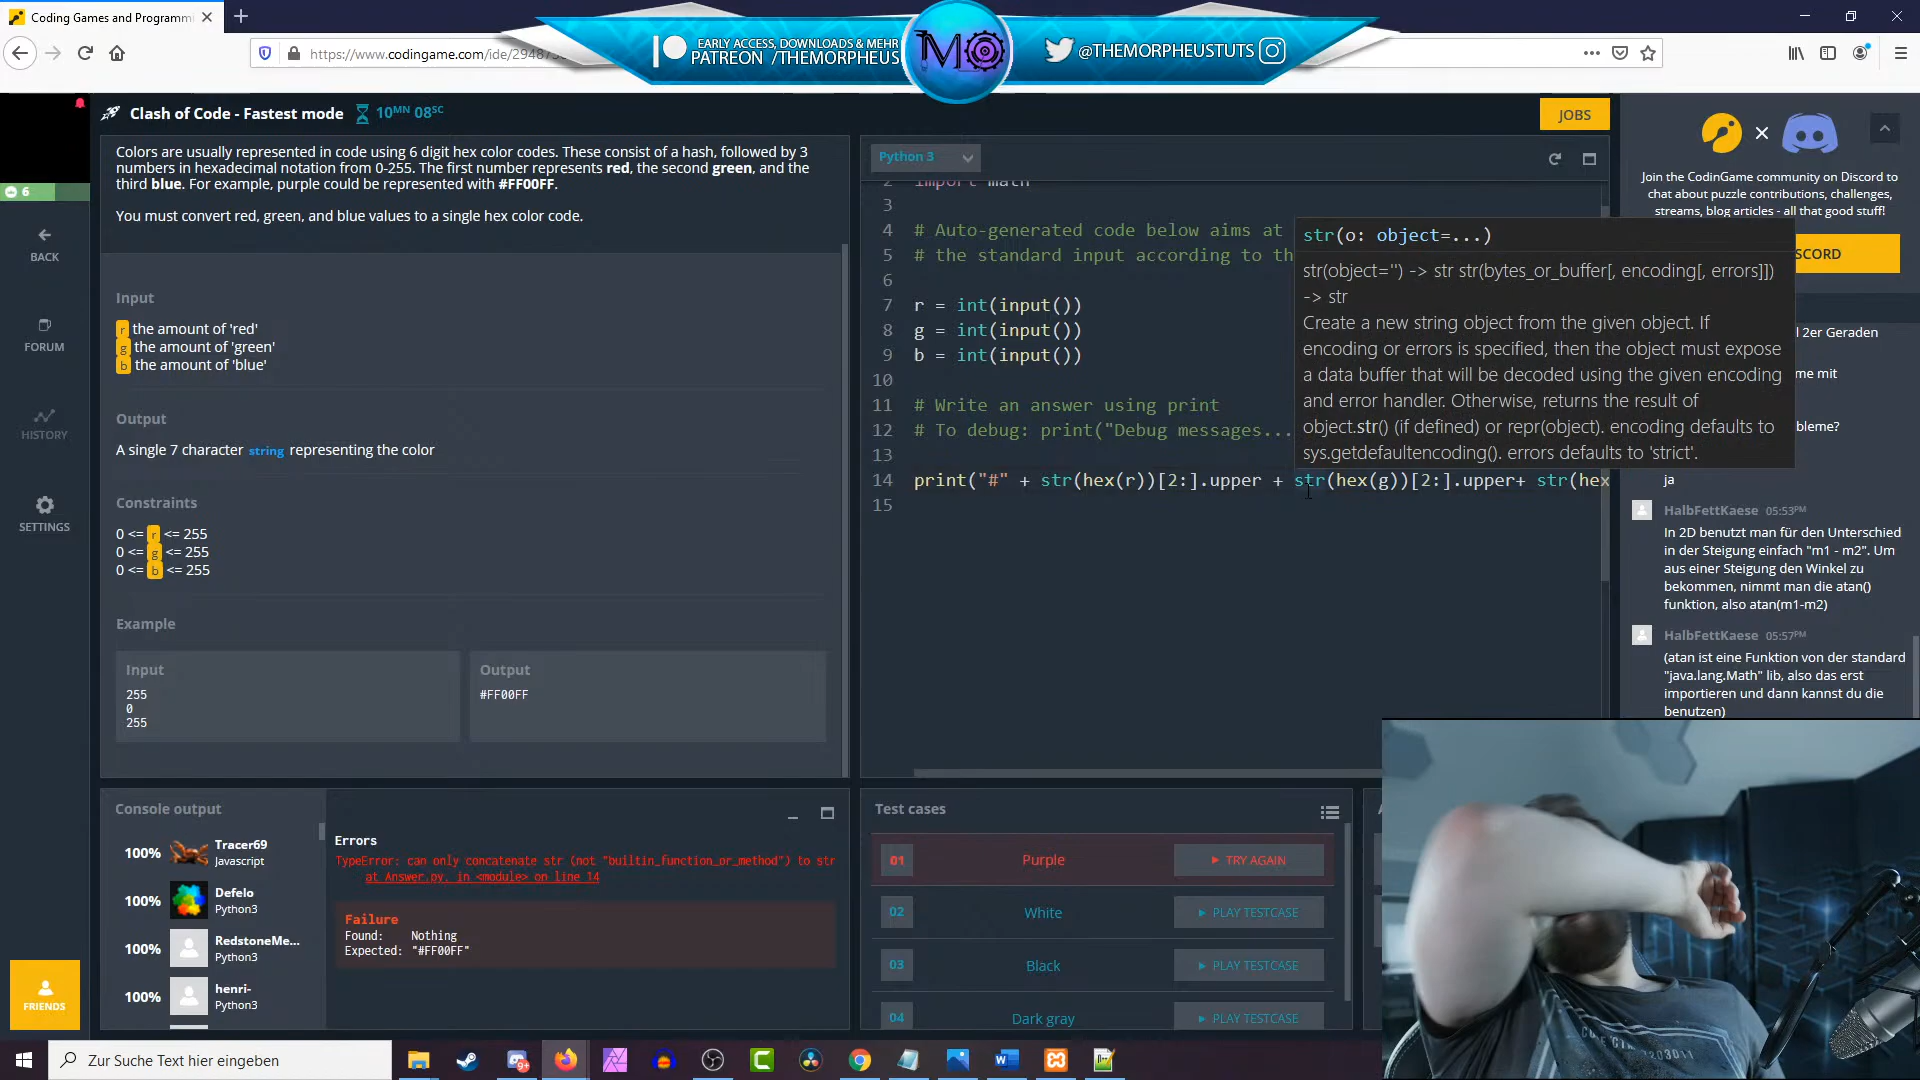 Coding Games and Programmi
EARLY ACCESS, DOWNLOADS & MEHR
PATREON /THEMORPHEUS
MO
@THEMORPHEUSTUTS
https://www.codingame.com/ide/2948
Clash of Code - Fastest mode
10MN 08SC
JOBS
Colors are usually represented in code using 6 digit hex color codes. These consist of a hash, followed by 3
numbers in hexadecimal notation from 0-255. The first number represents red, the second green, and the
third blue. For example, purple could be represented with #FF00FF.
You must convert red, green, and blue values to a single hex color code.
6
BACK
FORUM
HISTORY
SETTINGS
FRIENDS
Input
r the amount of 'red'
g the amount of 'green'
b the amount of 'blue'
Output
A single 7 character string representing the color
Constraints
0 <= r <= 255
0 <= g <= 255
0 <= b <= 255
Example
Input
255
0
255
Output
#FF00FF
Python 3
2 import math
3
4 # Auto-generated code below aims at
5 # the standard input according to th
6
7 r = int(input())
8 g = int(input())
9 b = int(input())
10
11 # Write an answer using print
12 # To debug: print("Debug messages...
13
14 print("#" + str(hex(r))[2:].upper + str(hex(g))[2:].upper+ str(hex
15
str(o: object=...)
str(object='') -> str str(bytes_or_buffer[, encoding[, errors]])
-> str
Create a new string object from the given object. If
encoding or errors is specified, then the object must expose
a data buffer that will be decoded using the given encoding
and error handler. Otherwise, returns the result of
object.str() (if defined) or repr(object). encoding defaults to
sys.getdefaultencoding(). errors defaults to 'strict'.
Join the CodinGame community on Discord to
chat about puzzle contributions, challenges,
streams, blog articles - all that good stuff!
SCORD
l 2er Geraden
me mit
bleme?
ja
HalbFettKaese 05:53PM
In 2D benutzt man für den Unterschied
in der Steigung einfach "m1 - m2". Um
aus einer Steigung den Winkel zu
bekommen, nimmt man die atan()
funktion, also atan(m1-m2)
HalbFettKaese 05:57PM
(atan ist eine Funktion von der standard
"java.lang.Math" lib, also das erst
importieren und dann kannst du die
benutzen)
Console output
100% Tracer69
Javascript
100% Defelo
Python3
100% RedstoneMe...
Python3
100% henri-
Python3
Errors
TypeError: can only concatenate str (not "builtin_function_or_method") to str
at Answer.py. in <module> on line 14
Failure
Found: Nothing
Expected: "#FF00FF"
Test cases
01 Purple TRY AGAIN
02 White PLAY TESTCASE
03 Black PLAY TESTCASE
04 Dark gray PLAY TESTCASE
Zur Suche Text hier eingeben